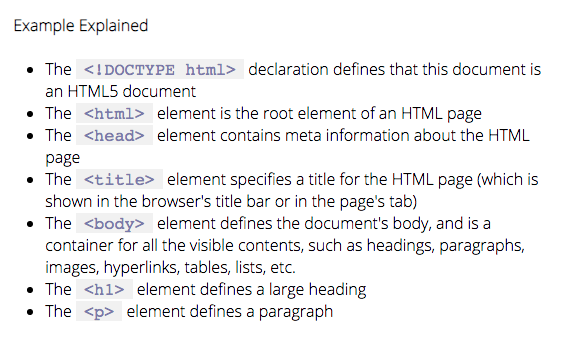 Example Explained
• The <!DOCTYPE html> declaration defines that this document is
an HTML5 document
• The <html> element is the root element of an HTML page
• The <head> element contains meta information about the HTML
page
• The <title> element specifies a title for the HTML page (which is
shown in the browser's title bar or in the page's tab)
• The <body> element defines the document's body, and is a
container for all the visible contents, such as headings, paragraphs,
images, hyperlinks, tables, lists, etc.
• The <h1> element defines a large heading
• The <p> element defines a paragraph